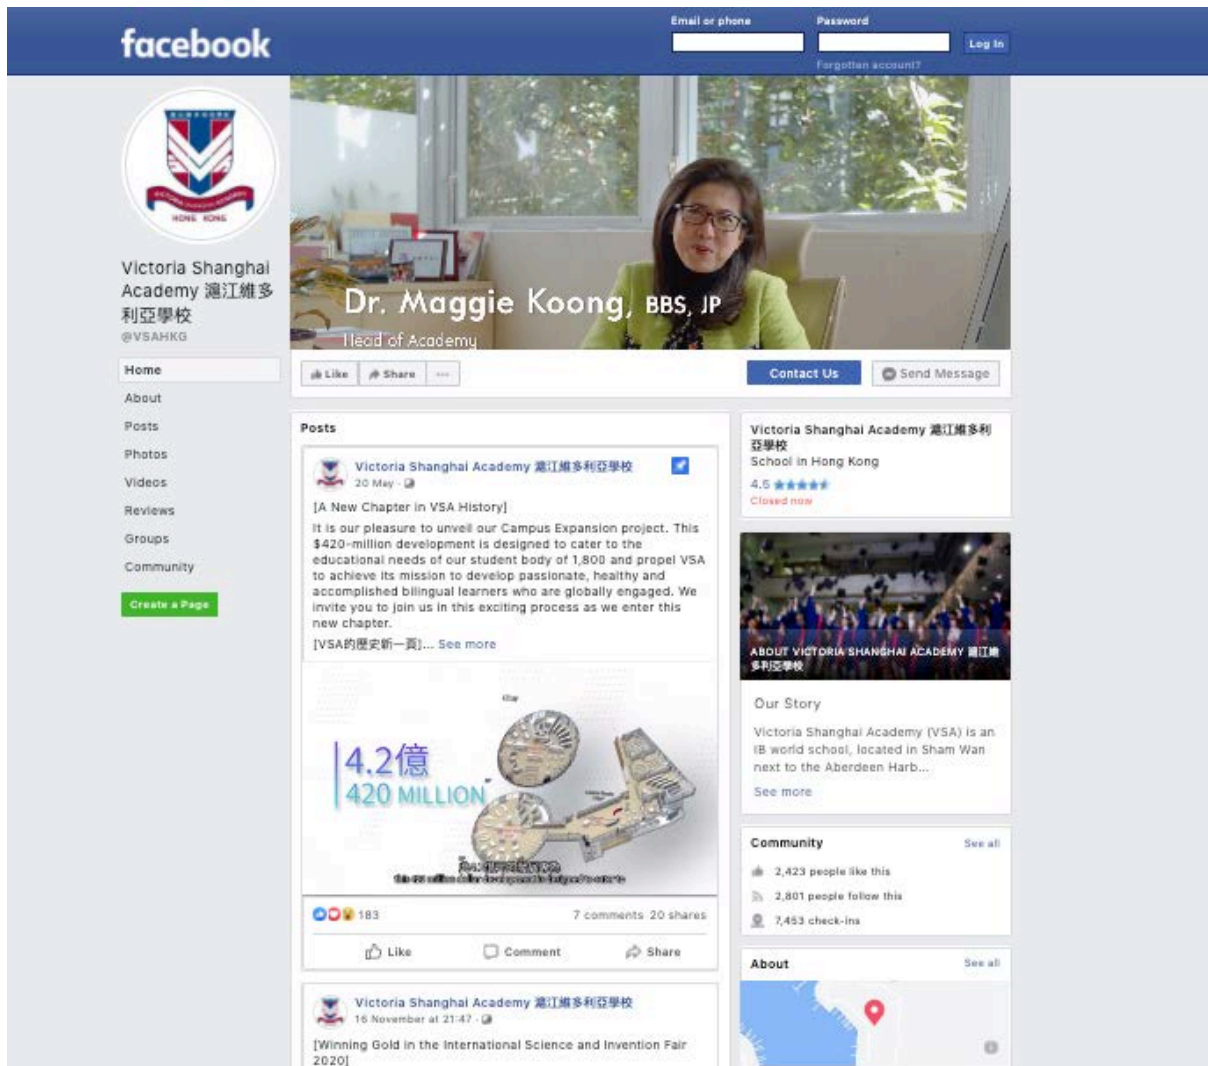 facebook
Email or phone
Password
Log In
Forgotten account?
VICTORIA SHANGHAI ACADEMY
HONG KONG
Victoria Shanghai
Academy 滬江維多
利亞學校
@VSAHKG
Home
About
Posts
Photos
Videos
Reviews
Groups
Community
Create a Page
Dr. Maggie Koong, BBS, JP
Head of Academy
Like
Share
Contact Us
Send Message
Posts
Victoria Shanghai Academy 滬江維多利亞學校
20 May
[A New Chapter in VSA History]
It is our pleasure to unveil our Campus Expansion project. This
$420-million development is designed to cater to the
educational needs of our student body of 1,800 and propel VSA
to achieve its mission to develop passionate, healthy and
accomplished bilingual learners who are globally engaged. We
invite you to join us in this exciting process as we enter this
new chapter.
[VSA的歷史新一頁]... See more
4.2億
420 MILLION
183
7 comments 20 shares
Like
Comment
Share
Victoria Shanghai Academy 滬江維多利亞學校
16 November at 21:47
[Winning Gold in the International Science and Invention Fair
2020]
Victoria Shanghai Academy 滬江維多利
亞學校
School in Hong Kong
4.5
Closed now
ABOUT VICTORIA SHANGHAI ACADEMY 滬江維
多利亞學校
Our Story
Victoria Shanghai Academy (VSA) is an
IB world school, located in Sham Wan
next to the Aberdeen Harb...
See more
Community
See all
2,423 people like this
2,801 people follow this
7,453 check-ins
About
See all